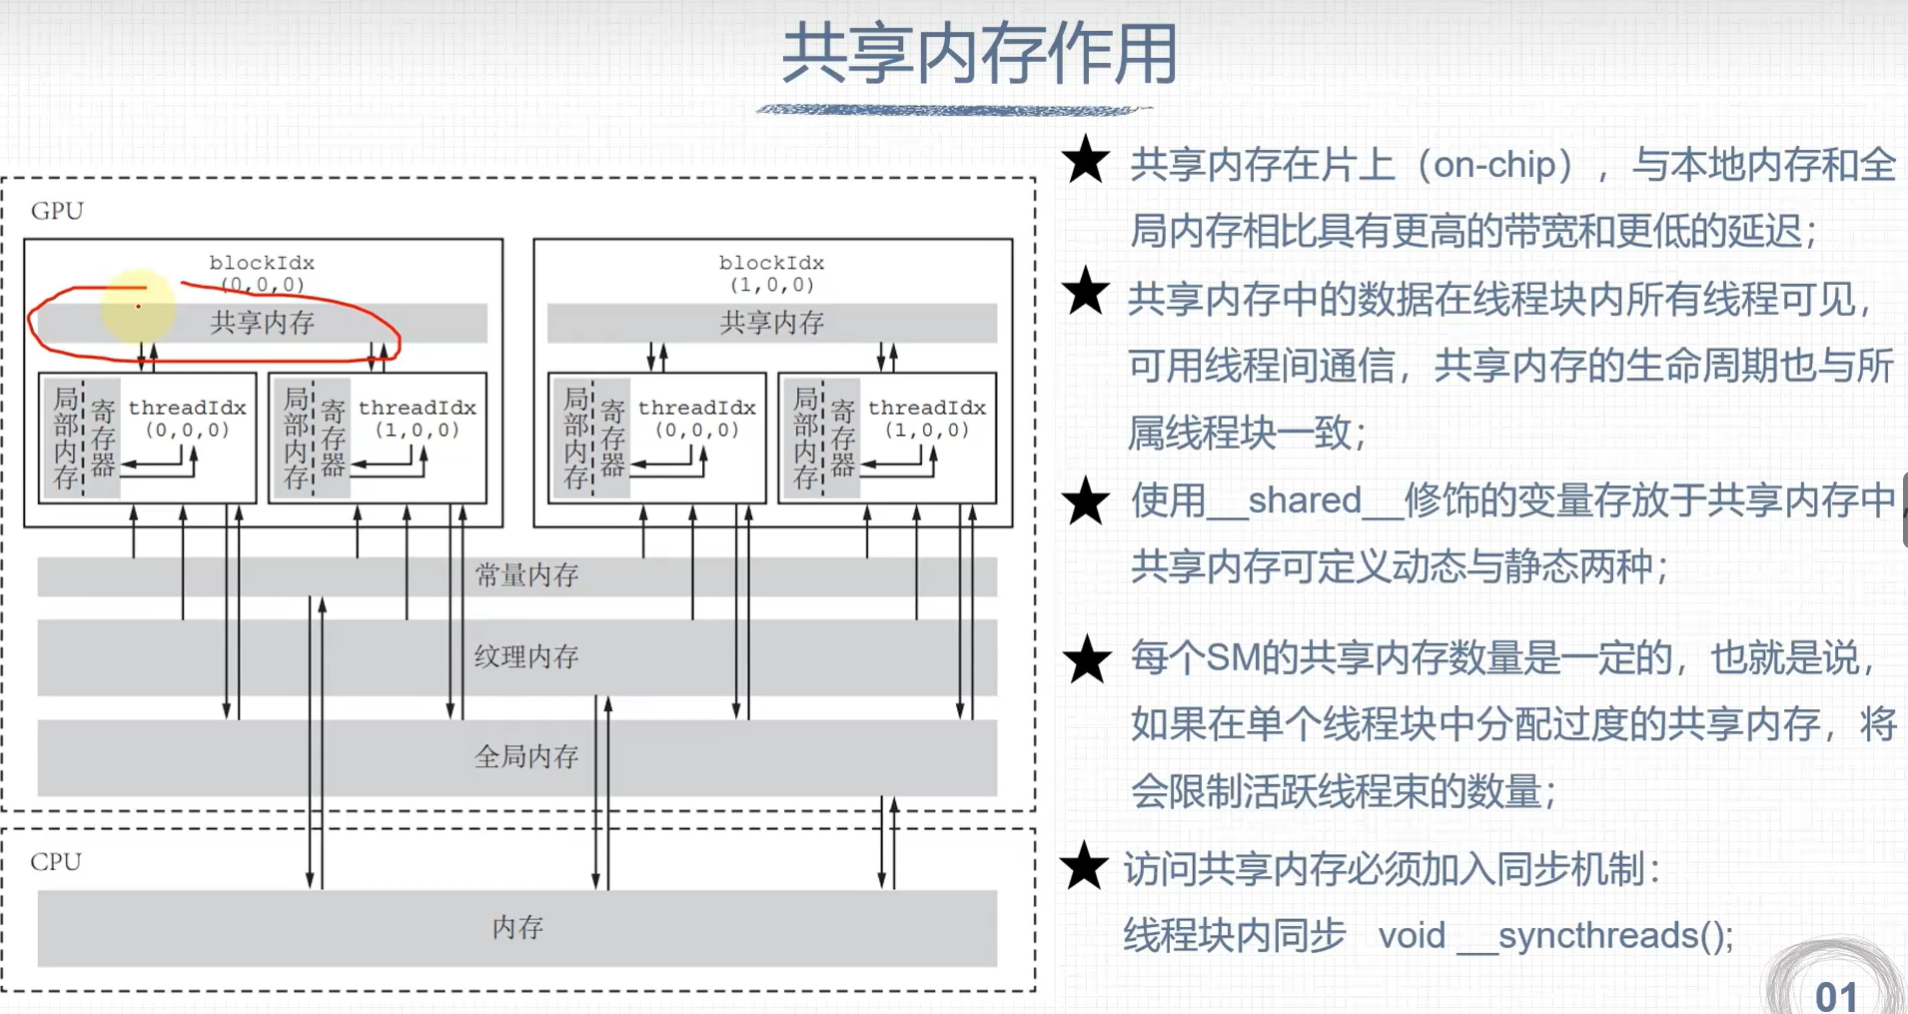 共享内存作用
GPU
blockIdx
(0,0,0)
共享内存
局部内存
寄存器
threadIdx
(0,0,0)
局部内存
寄存器
threadIdx
(1,0,0)
blockIdx
(1,0,0)
共享内存
局部内存
寄存器
threadIdx
(0,0,0)
局部内存
寄存器
threadIdx
(1,0,0)
常量内存
纹理内存
全局内存
CPU
内存
★ 共享内存在片上（on-chip），与本地内存和全
局内存相比具有更高的带宽和更低的延迟；
★ 共享内存中的数据在线程块内所有线程可见，
可用线程间通信，共享内存的生命周期也与所
属线程块一致；
★ 使用__shared__修饰的变量存放于共享内存中，
共享内存可定义动态与静态两种；
★ 每个SM的共享内存数量是一定的，也就是说，
如果在单个线程块中分配过度的共享内存，将
会限制活跃线程束的数量；
★ 访问共享内存必须加入同步机制：
线程块内同步 void __syncthreads();
01